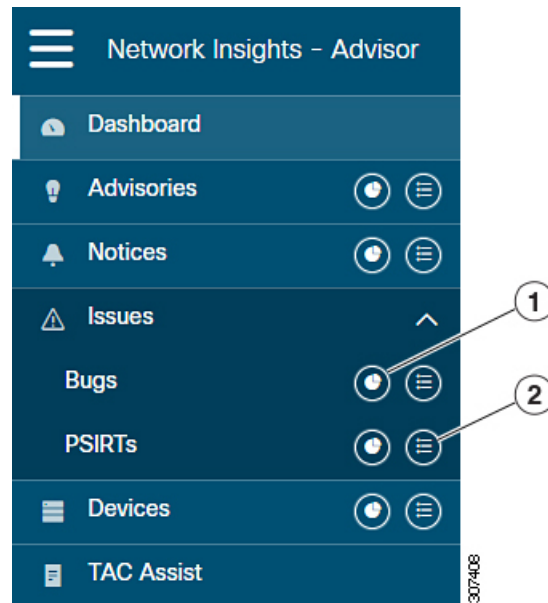 Network Insights - Advisor
Dashboard
Advisories
Notices
Issues
1
Bugs
2
PSIRTs
Devices
TAC Assist
307408